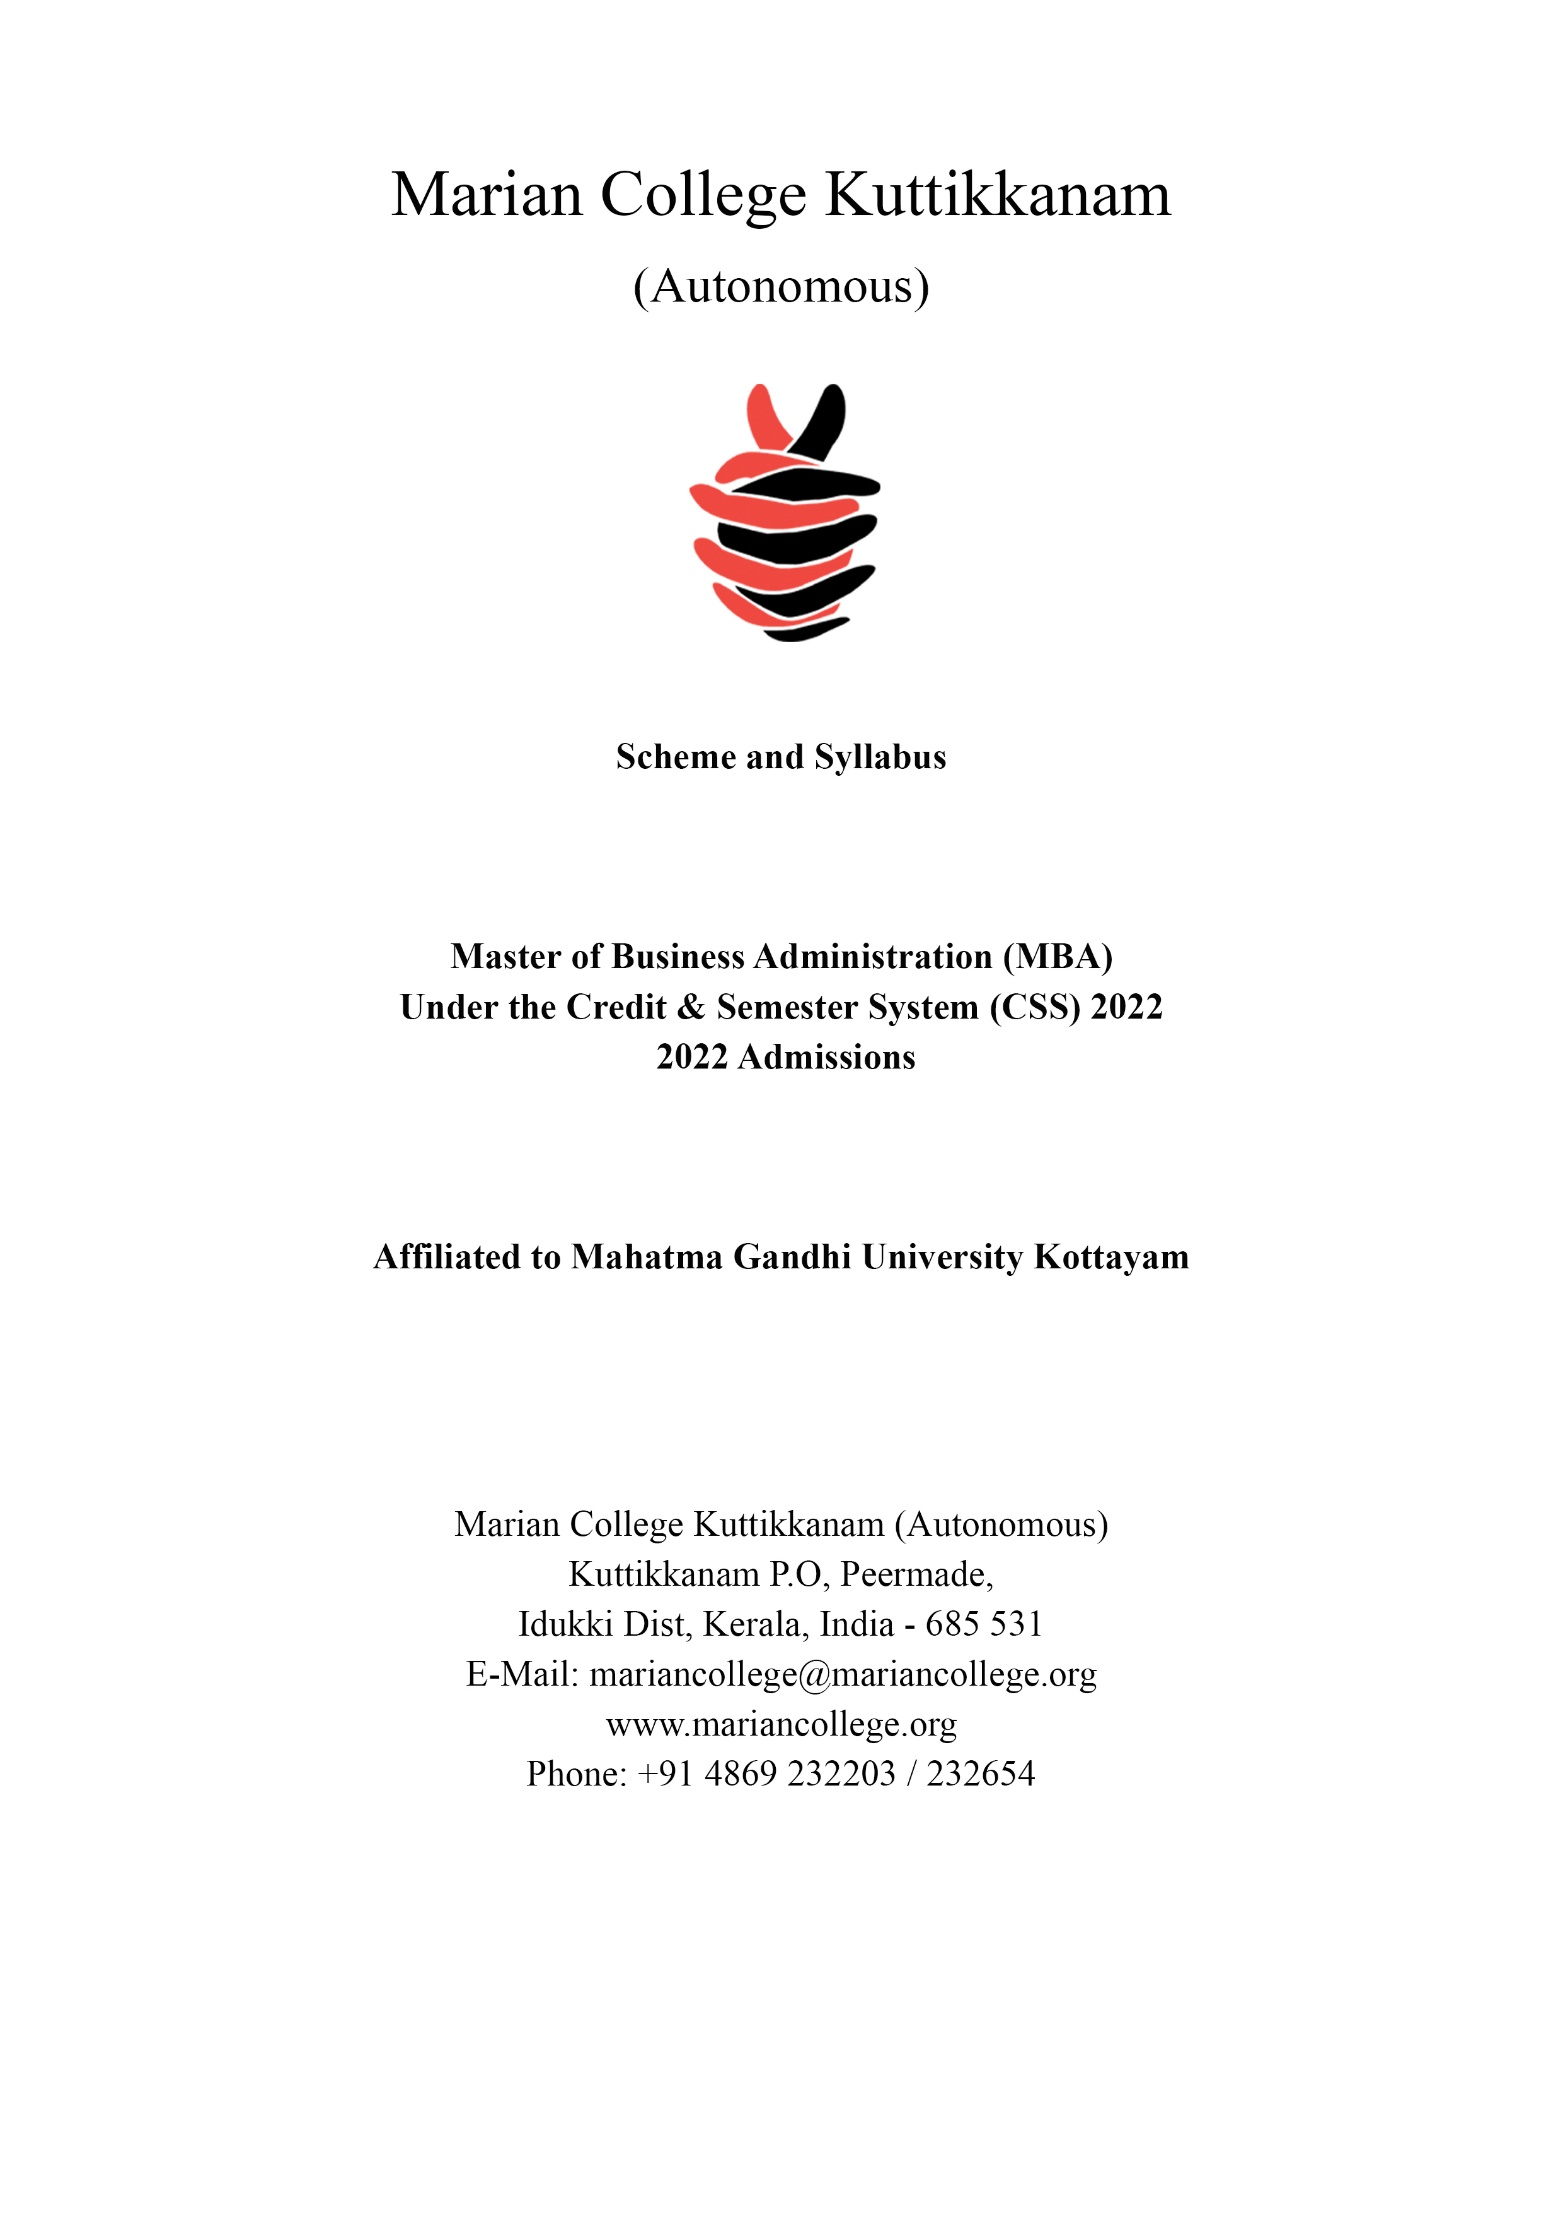 Marian College Kuttikkanam
(Autonomous)
Scheme and Syllabus
Master of Business Administration (MBA)
Under the Credit & Semester System (CSS) 2022
2022 Admissions
Affiliated to Mahatma Gandhi University Kottayam
Marian College Kuttikkanam (Autonomous)
Kuttikkanam P.O, Peermade,
Idukki Dist, Kerala, India - 685 531
E-Mail: mariancollege@mariancollege.org
www.mariancollege.org
Phone: +91 4869 232203 / 232654